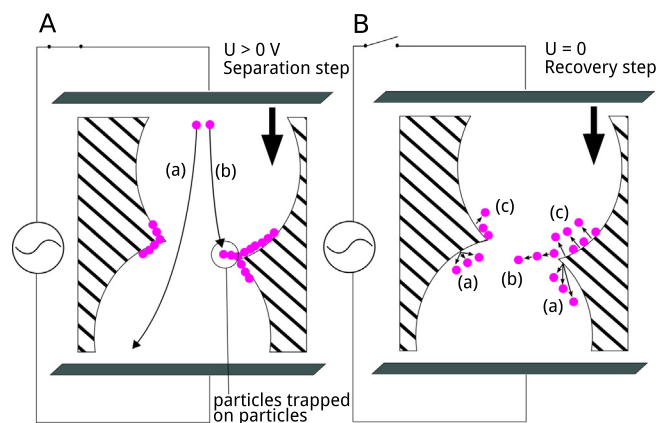 A
U > 0 V
Separation step
(a)
(b)
particles trapped
on particles
B
U = 0
Recovery step
(c)
(c)
(a)
(b)
(a)